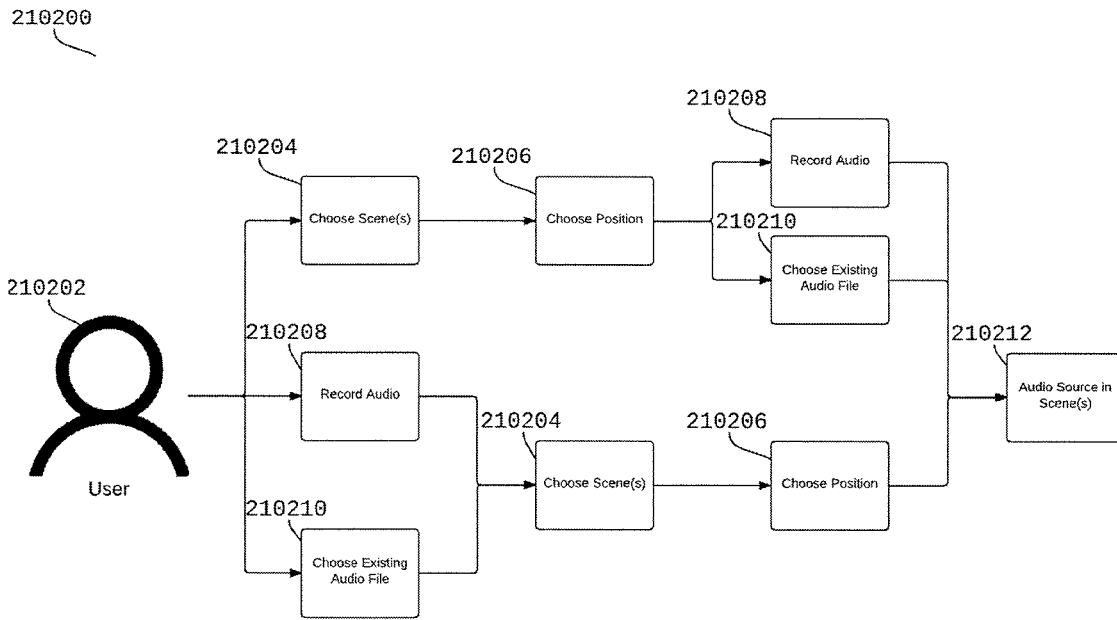 210200
210208
Record Audio
210204
210206
Choose Scene(s)
Choose Position
210210
Choose Existing
Audio File
210202
User
210208
Record Audio
210212
Audio Source in
Scene(s)
210204
210206
Choose Scene(s)
Choose Position
210210
Choose Existing
Audio File